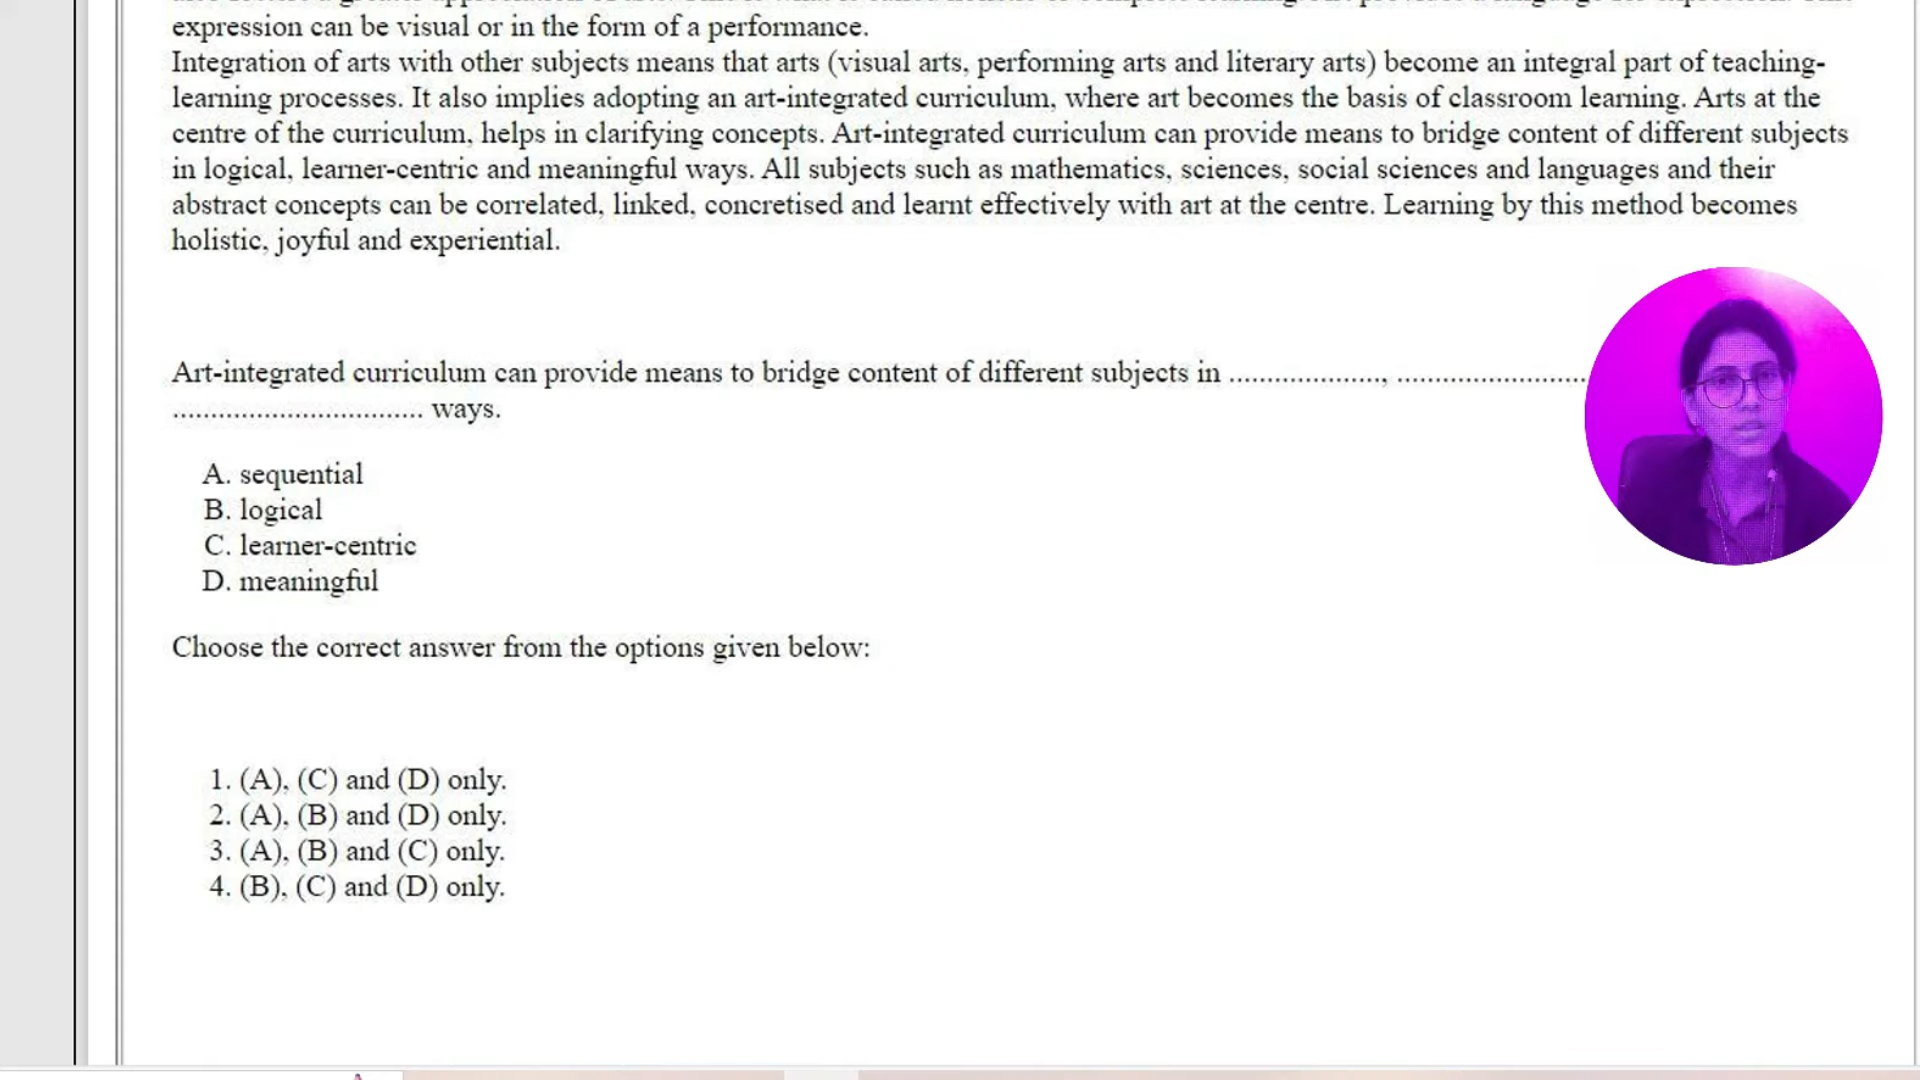 expression can be visual or in the form of a performance.
Integration of arts with other subjects means that arts (visual arts, performing arts and literary arts) become an integral part of teaching-
learning processes. It also implies adopting an art-integrated curriculum, where art becomes the basis of classroom learning. Arts at the
centre of the curriculum, helps in clarifying concepts. Art-integrated curriculum can provide means to bridge content of different subjects
in logical, learner-centric and meaningful ways. All subjects such as mathematics, sciences, social sciences and languages and their
abstract concepts can be correlated, linked, concretised and learnt effectively with art at the centre. Learning by this method becomes
holistic, joyful and experiential.
Art-integrated curriculum can provide means to bridge content of different subjects in ...................., .........................
................................. ways.
A. sequential
B. logical
C. learner-centric
D. meaningful
Choose the correct answer from the options given below:
1. (A), (C) and (D) only.
2. (A), (B) and (D) only.
3. (A), (B) and (C) only.
4. (B), (C) and (D) only.